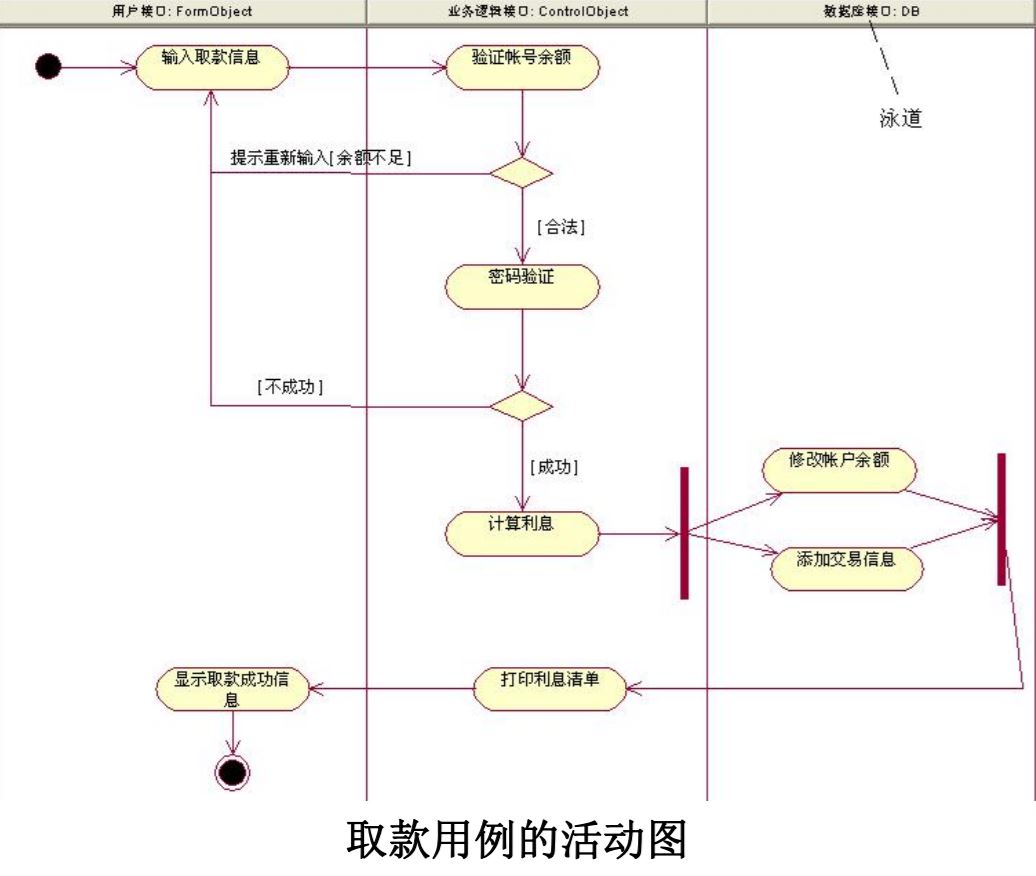 用户接口: FormObject
业务逻辑接口: ControlObject
数据库接口: DB
输入取款信息
验证帐号余额
泳道
提示重新输入[余额不足]
[合法]
密码验证
[不成功]
[成功]
修改帐户余额
计算利息
添加交易信息
显示取款成功信
息
打印利息清单
取款用例的活动图